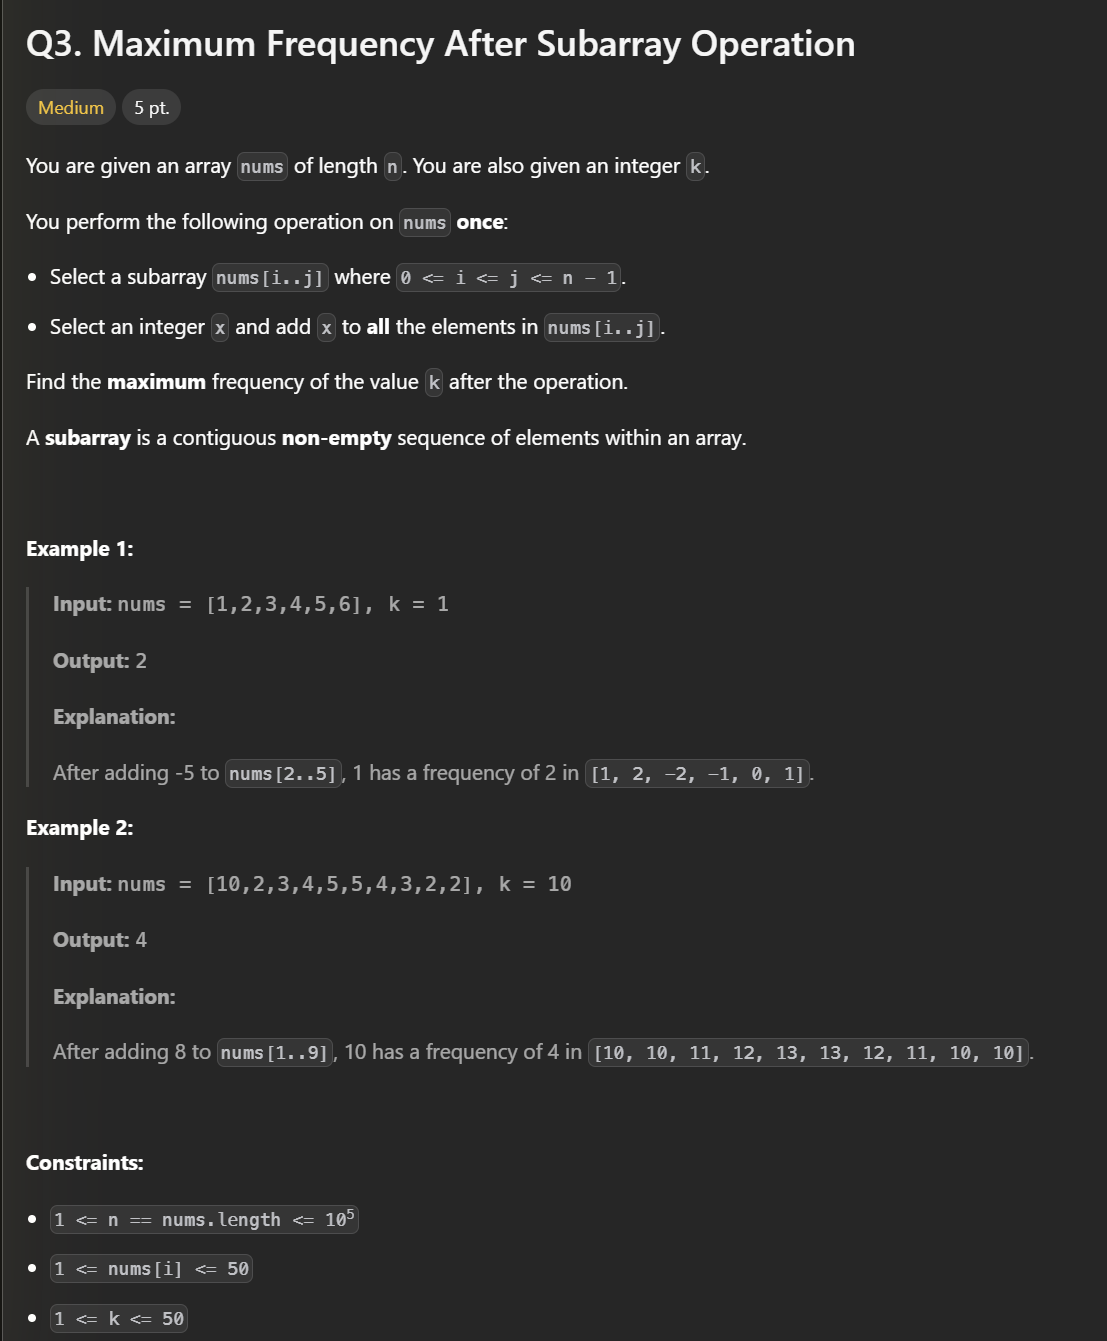 Q3. Maximum Frequency After Subarray Operation
Medium 5 pt.
You are given an array nums of length n. You are also given an integer k.
You perform the following operation on nums once:
• Select a subarray nums[i..j] where 0 <= i <= j <= n - 1.
• Select an integer x and add x to all the elements in nums[i..j].
Find the maximum frequency of the value k after the operation.
A subarray is a contiguous non-empty sequence of elements within an array.
Example 1:
Input: nums = [1,2,3,4,5,6], k = 1
Output: 2
Explanation:
After adding -5 to nums[2..5], 1 has a frequency of 2 in [1, 2, −2, −1, 0, 1].
Example 2:
Input: nums = [10,2,3,4,5,5,4,3,2,2], k = 10
Output: 4
Explanation:
After adding 8 to nums[1..9], 10 has a frequency of 4 in [10, 10, 11, 12, 13, 13, 12, 11, 10, 10].
Constraints:
• 1 <= n == nums.length <= 10⁵
• 1 <= nums[i] <= 50
• 1 <= k <= 50